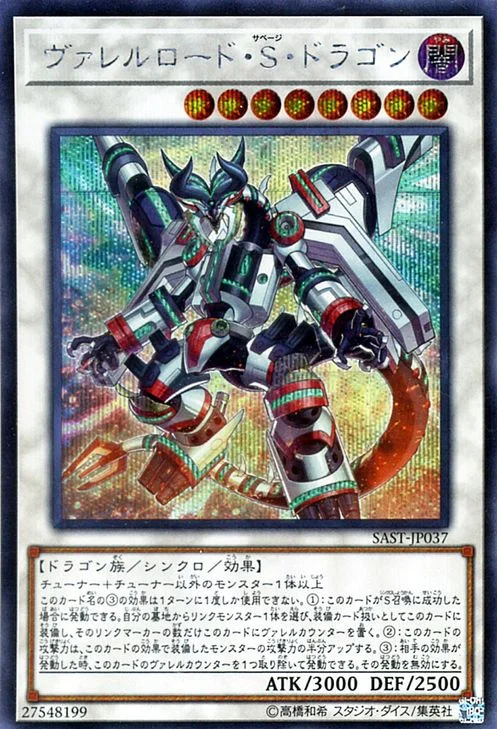 サベージ
ヴァレルロード・S・ドラゴン
やみ
闇
SAST-JP037
【ドラゴン族／シンクロ／効果】
チューナー＋チューナー以外のモンスター1体以上
このカード名の③の効果は1ターンに1度しか使用できない。①：このカードがS召喚に成功した
場合に発動できる。自分の墓地からリンクモンスター1体を選び、装備カード扱いとしてこのカードに
装備し、そのリンクマーカーの数だけこのカードにヴァレルカウンターを置く。②：このカードの
攻撃力は、このカードの効果で装備したモンスターの攻撃力の半分アップする。③：相手の効果が
発動した時、このカードのヴァレルカウンターを1つ取り除いて発動できる。その発動を無効にする。
ATK/3000 DEF/2500
27548199 ©高橋和希 スタジオ・ダイス/集英社